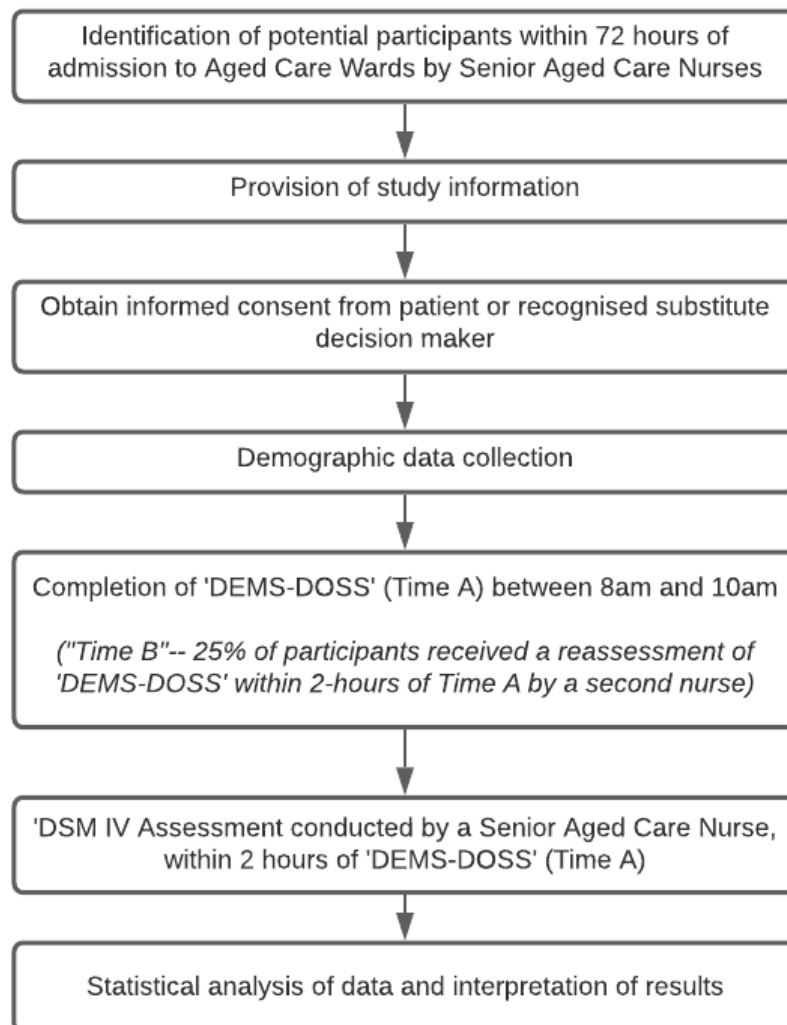 Identification of potential participants within 72 hours of
admission to Aged Care Wards by Senior Aged Care Nurses
Provision of study information
Obtain informed consent from patient or recognised substitute
decision maker
Demographic data collection
Completion of 'DEMS-DOSS' (Time A) between 8am and 10am
("Time B"-- 25% of participants received a reassessment of
'DEMS-DOSS' within 2-hours of Time A by a second nurse)
'DSM IV Assessment conducted by a Senior Aged Care Nurse,
within 2 hours of 'DEMS-DOSS' (Time A)
Statistical analysis of data and interpretation of results